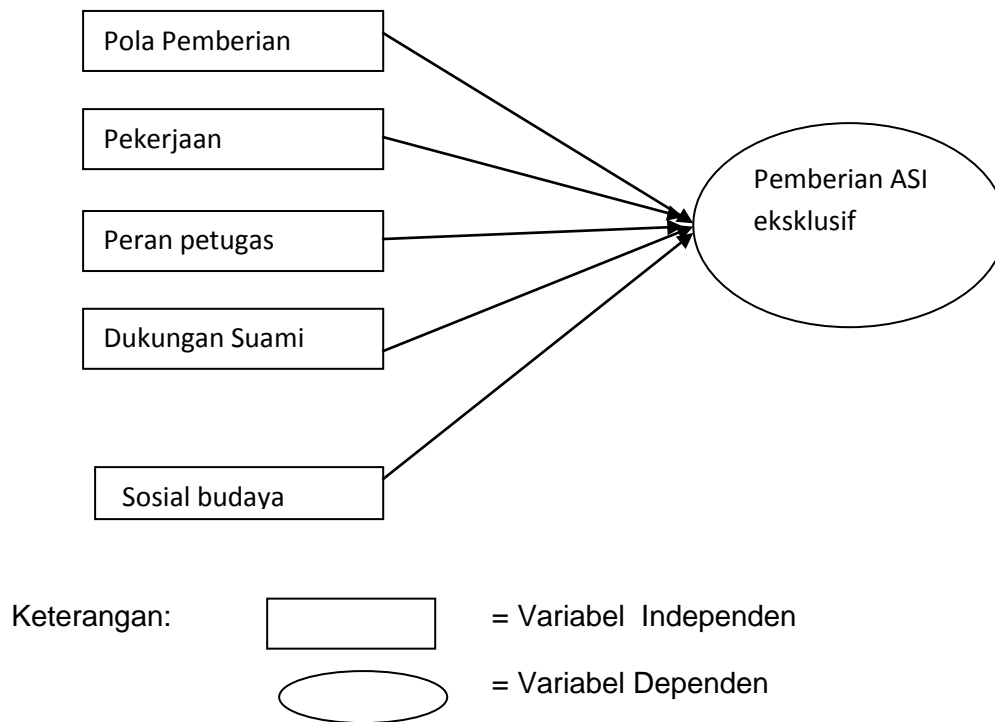 Pola Pemberian
Pekerjaan
Peran petugas
Dukungan Suami
Sosial budaya
Pemberian ASI
eksklusif
Keterangan:
= Variabel Independen
= Variabel Dependen